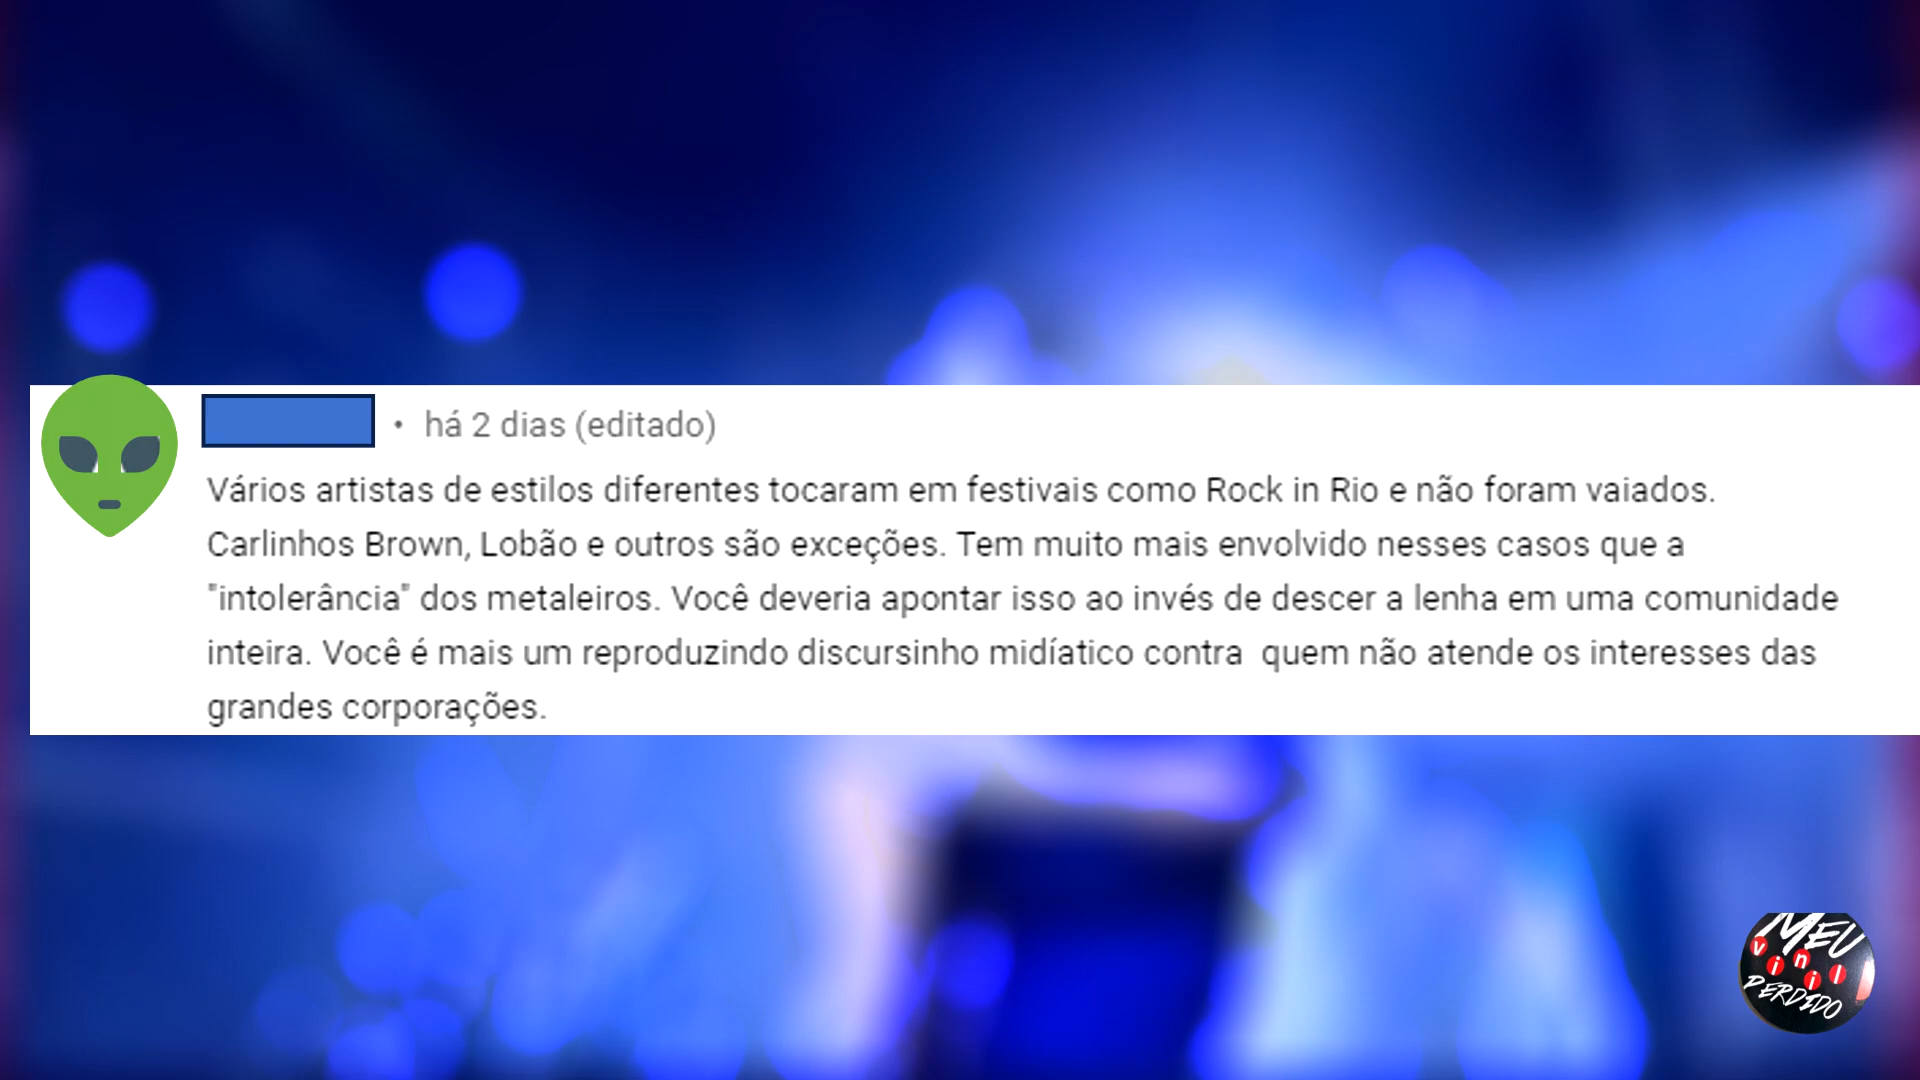 • há 2 dias (editado)
Vários artistas de estilos diferentes tocaram em festivais como Rock in Rio e não foram vaiados.
Carlinhos Brown, Lobão e outros são exceções. Tem muito mais envolvido nesses casos que a
"intolerância" dos metaleiros. Você deveria apontar isso ao invés de descer a lenha em uma comunidade
inteira. Você é mais um reproduzindo discursinho midíatico contra  quem não atende os interesses das
grandes corporações.
MEU
vinil
PERDIDO